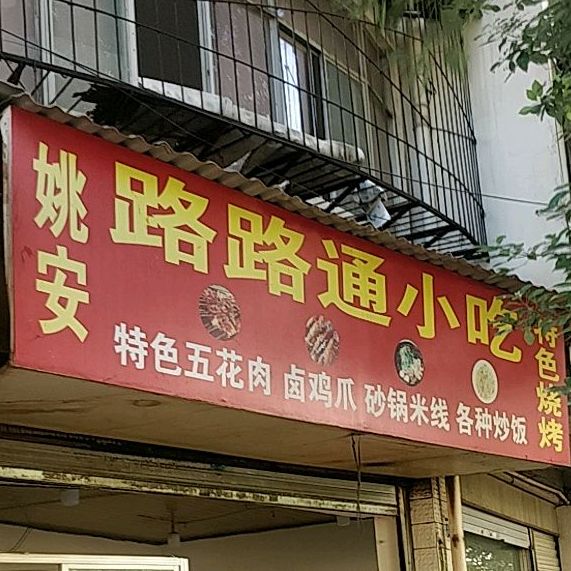 姚安
路路通小吃
特色五花肉 卤鸡爪 砂锅米线 各种炒饭
特色烧烤